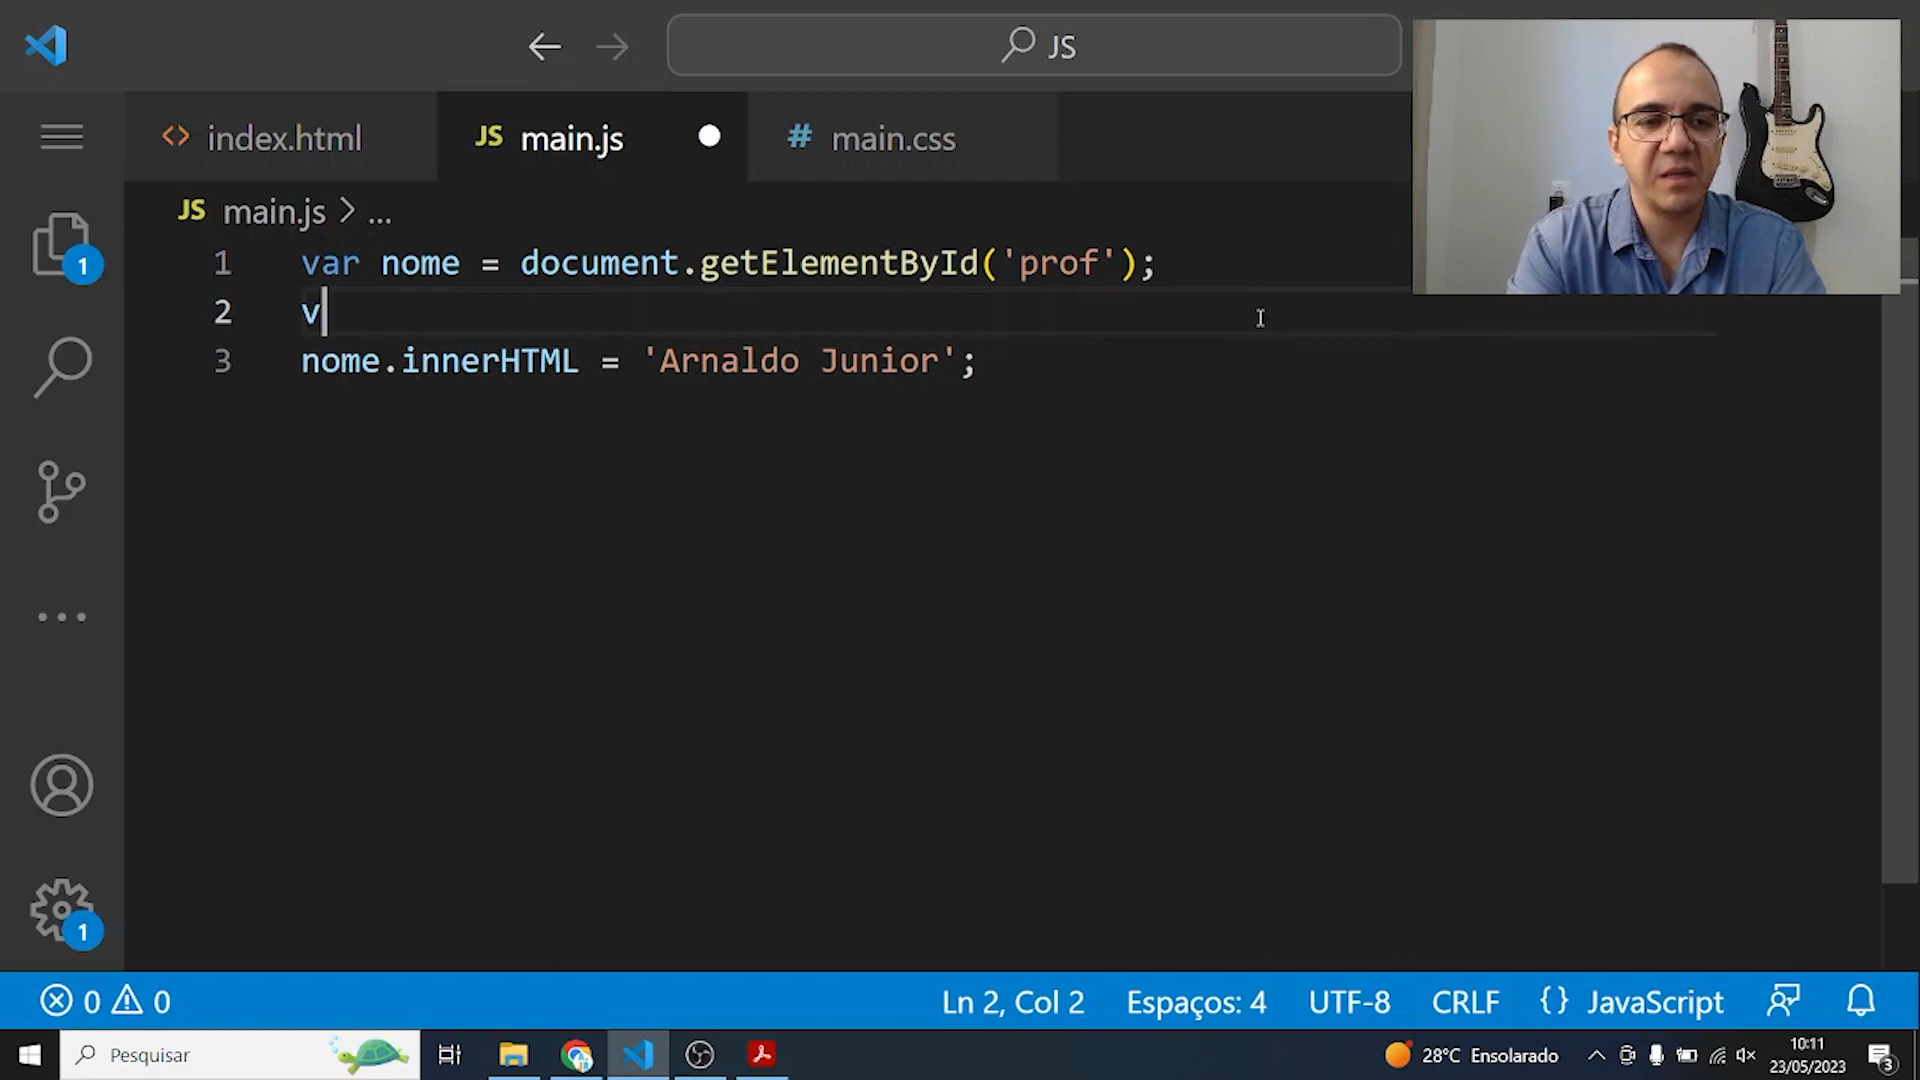 JS
index.html
JS main.js
# main.css
JS main.js > ...
1 var nome = document.getElementById('prof');
2 v
3 nome.innerHTML = 'Arnaldo Junior';
1
1
0 0
Ln 2, Col 2
Espaços: 4
UTF-8
CRLF
{} JavaScript
Pesquisar
28°C Ensolarado
10:11
23/05/2023
3